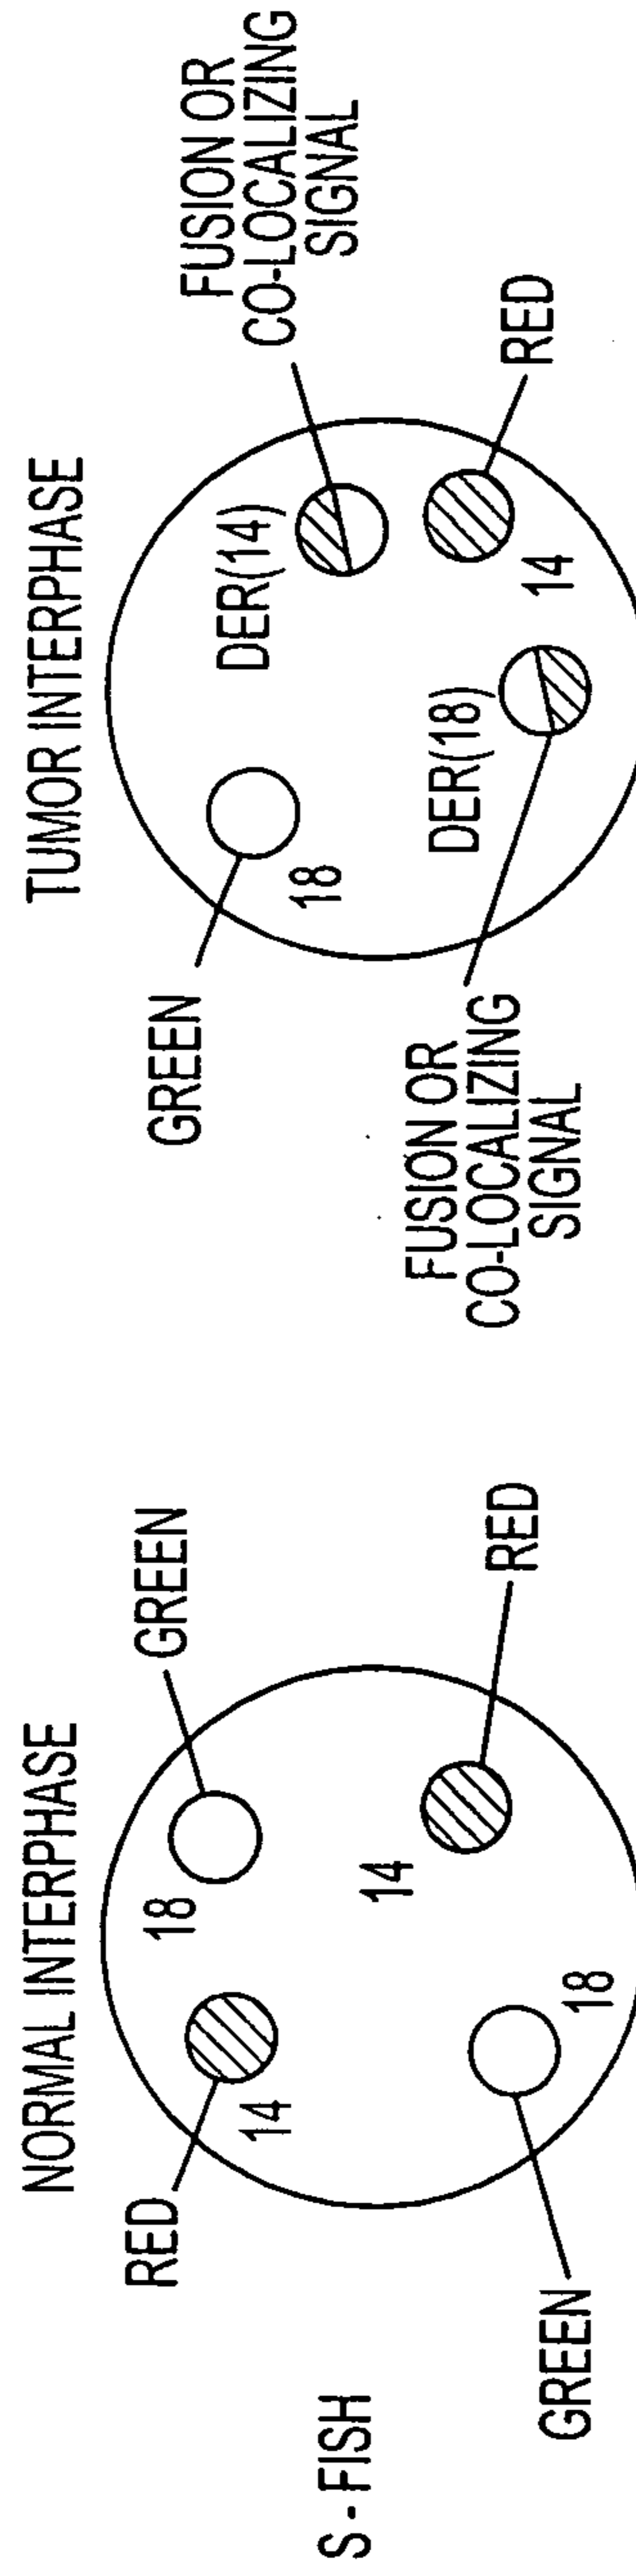 S - FISH
NORMAL INTERPHASE
RED
14
18
GREEN
14
RED
18
GREEN
TUMOR INTERPHASE
GREEN
18
DER(14)
FUSION OR
CO-LOCALIZING
SIGNAL
DER(18)
14
RED
FUSION OR
CO-LOCALIZING
SIGNAL